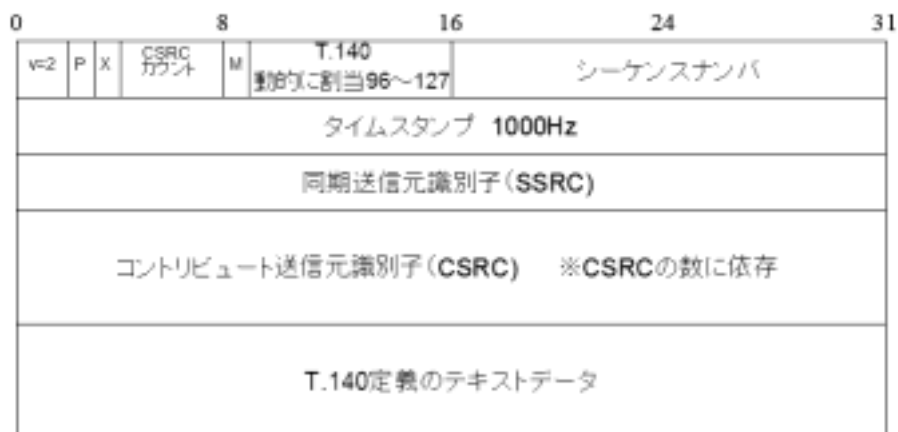 0 8 16 24 31
v=2 P X CSRC カウント M T.140 動的に割当96～127 シーケンスナンバ
タイムスタンプ 1000Hz
同期送信元識別子(SSRC)
コントリビュート送信元識別子(CSRC) ※CSRCの数に依存
T.140定義のテキストデータ